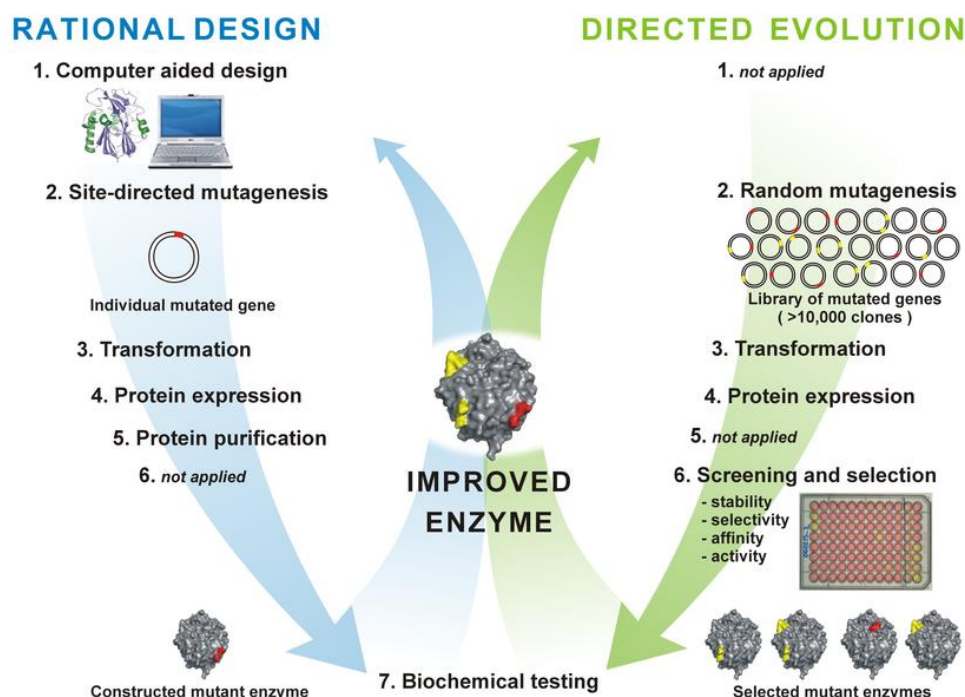 RATIONAL DESIGN
1. Computer aided design
2. Site-directed mutagenesis
Individual mutated gene
3. Transformation
4. Protein expression
5. Protein purification
6. not applied
Constructed mutant enzyme
IMPROVED
ENZYME
7. Biochemical testing
DIRECTED EVOLUTION
1. not applied
2. Random mutagenesis
Library of mutated genes
( >10,000 clones )
3. Transformation
4. Protein expression
5. not applied
6. Screening and selection
- stability
- selectivity
- affinity
- activity
Selected mutant enzymes